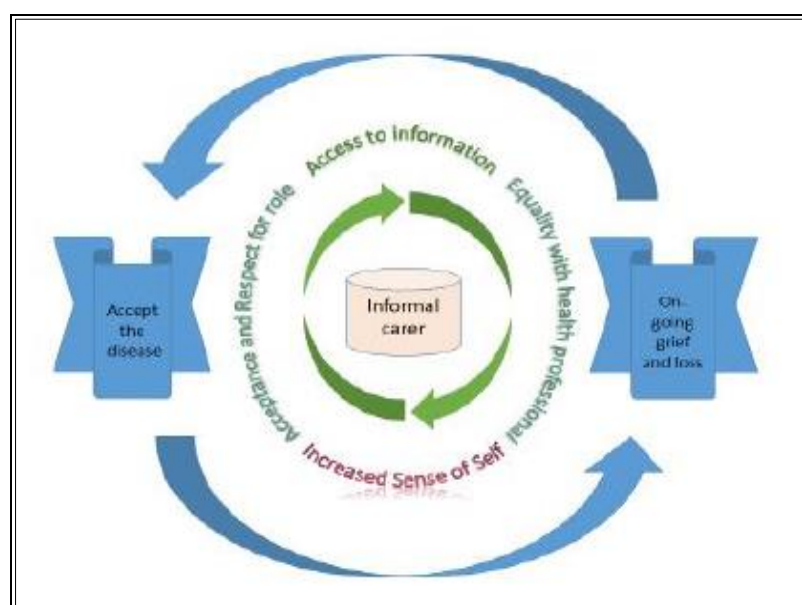 Access to information
Acceptance and Respect for role
Equality with health professional
Informal
carer
Accept
the
disease
On-
going
grief
and loss
Increased Sense of Self